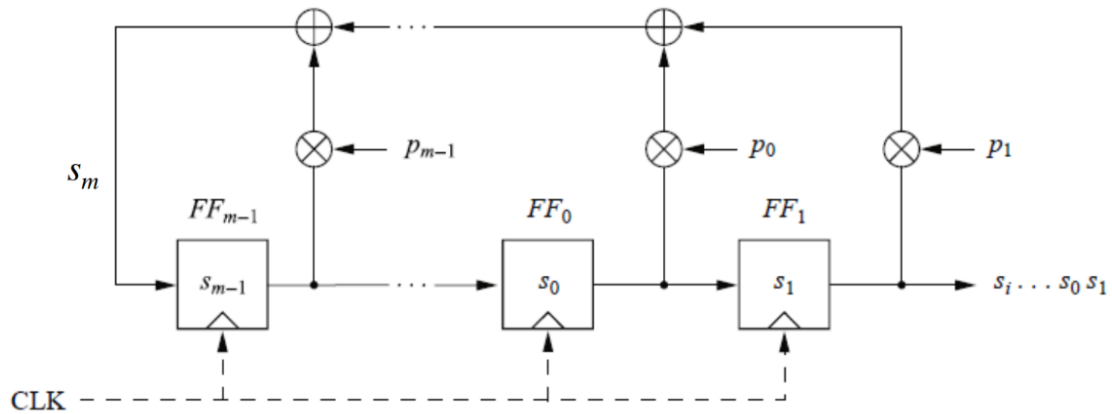 s_m
p_{m−1} p_0 p_1
FF_{m−1} FF_0 FF_1
s_{m−1} s_0 s_1 s_i . . . s_0 s_1
CLK